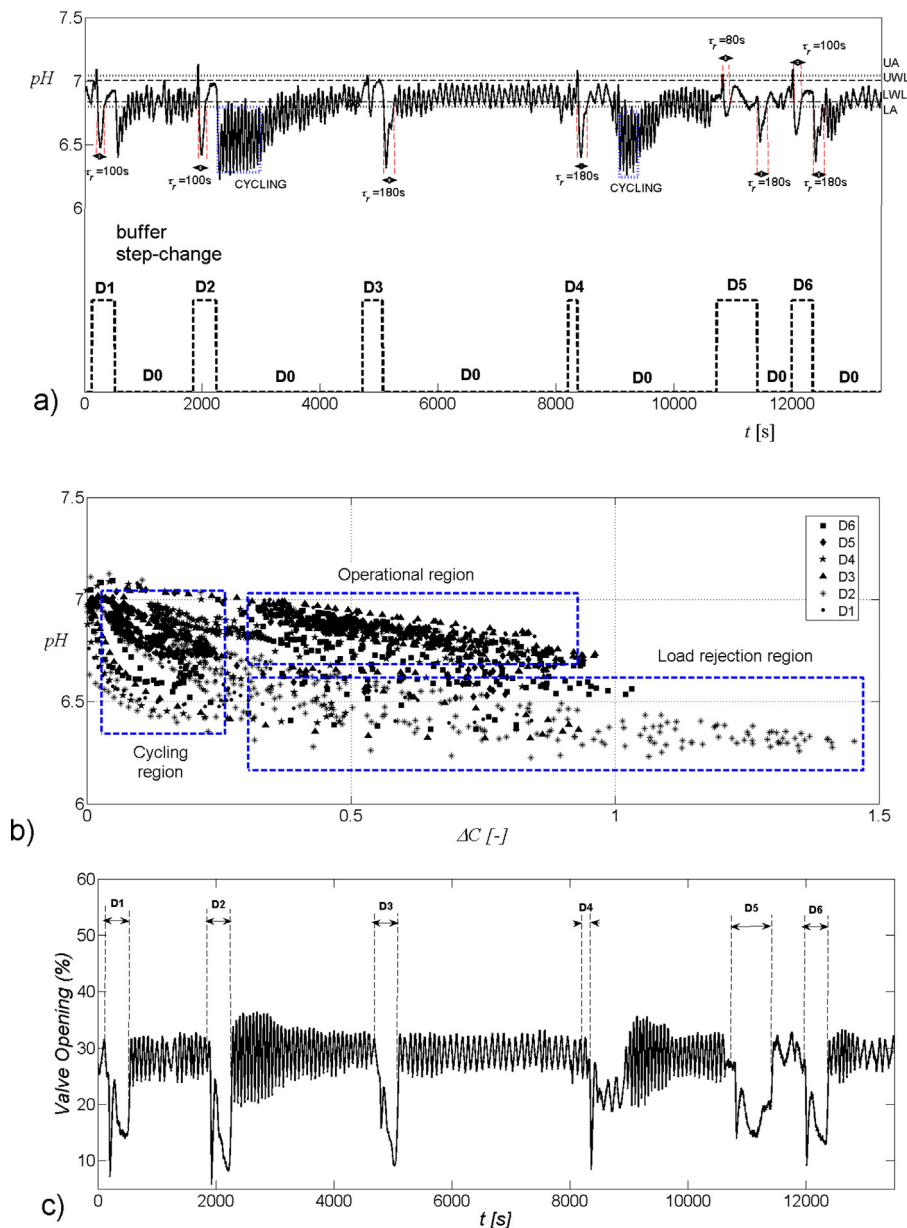 7.5
τr =80s
τr =100s
UA
pH
7
UWL
LWL
LA
6.5
τr =100s
τr =100s
CYCLING
τr =180s
τr =180s
CYCLING
τr =180s
τr =180s
6
buffer
step-change
D1
D2
D3
D4
D5
D6
D0
D0
D0
D0
D0
D0
a)
0
2000
4000
6000
8000
10000
12000
t [s]
7.5
D6
D5
D4
D3
D2
D1
Operational region
7
pH
Load rejection region
6.5
Cycling
region
6
0
0.5
1
1.5
b)
ΔC [-]
60
D1
D2
D3
D4
D5
D6
50
40
Valve Opening (%)
30
20
10
0
0
2000
4000
6000
8000
10000
12000
c)
t [s]